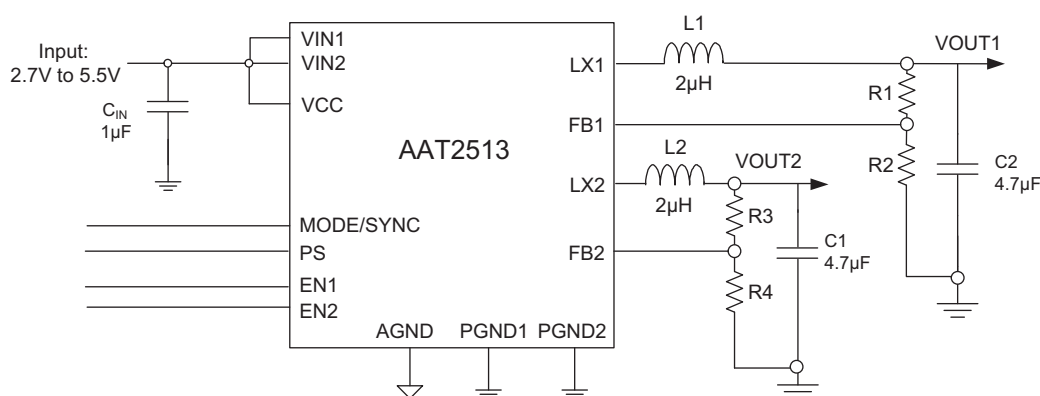 Input:
2.7V to 5.5V
C_IN
1µF
VIN1
VIN2
VCC
MODE/SYNC
PS
EN1
EN2
AAT2513
AGND
PGND1
PGND2
LX1
FB1
LX2
FB2
L1
2µH
VOUT1
R1
R2
C2
4.7µF
L2
2µH
VOUT2
R3
R4
C1
4.7µF